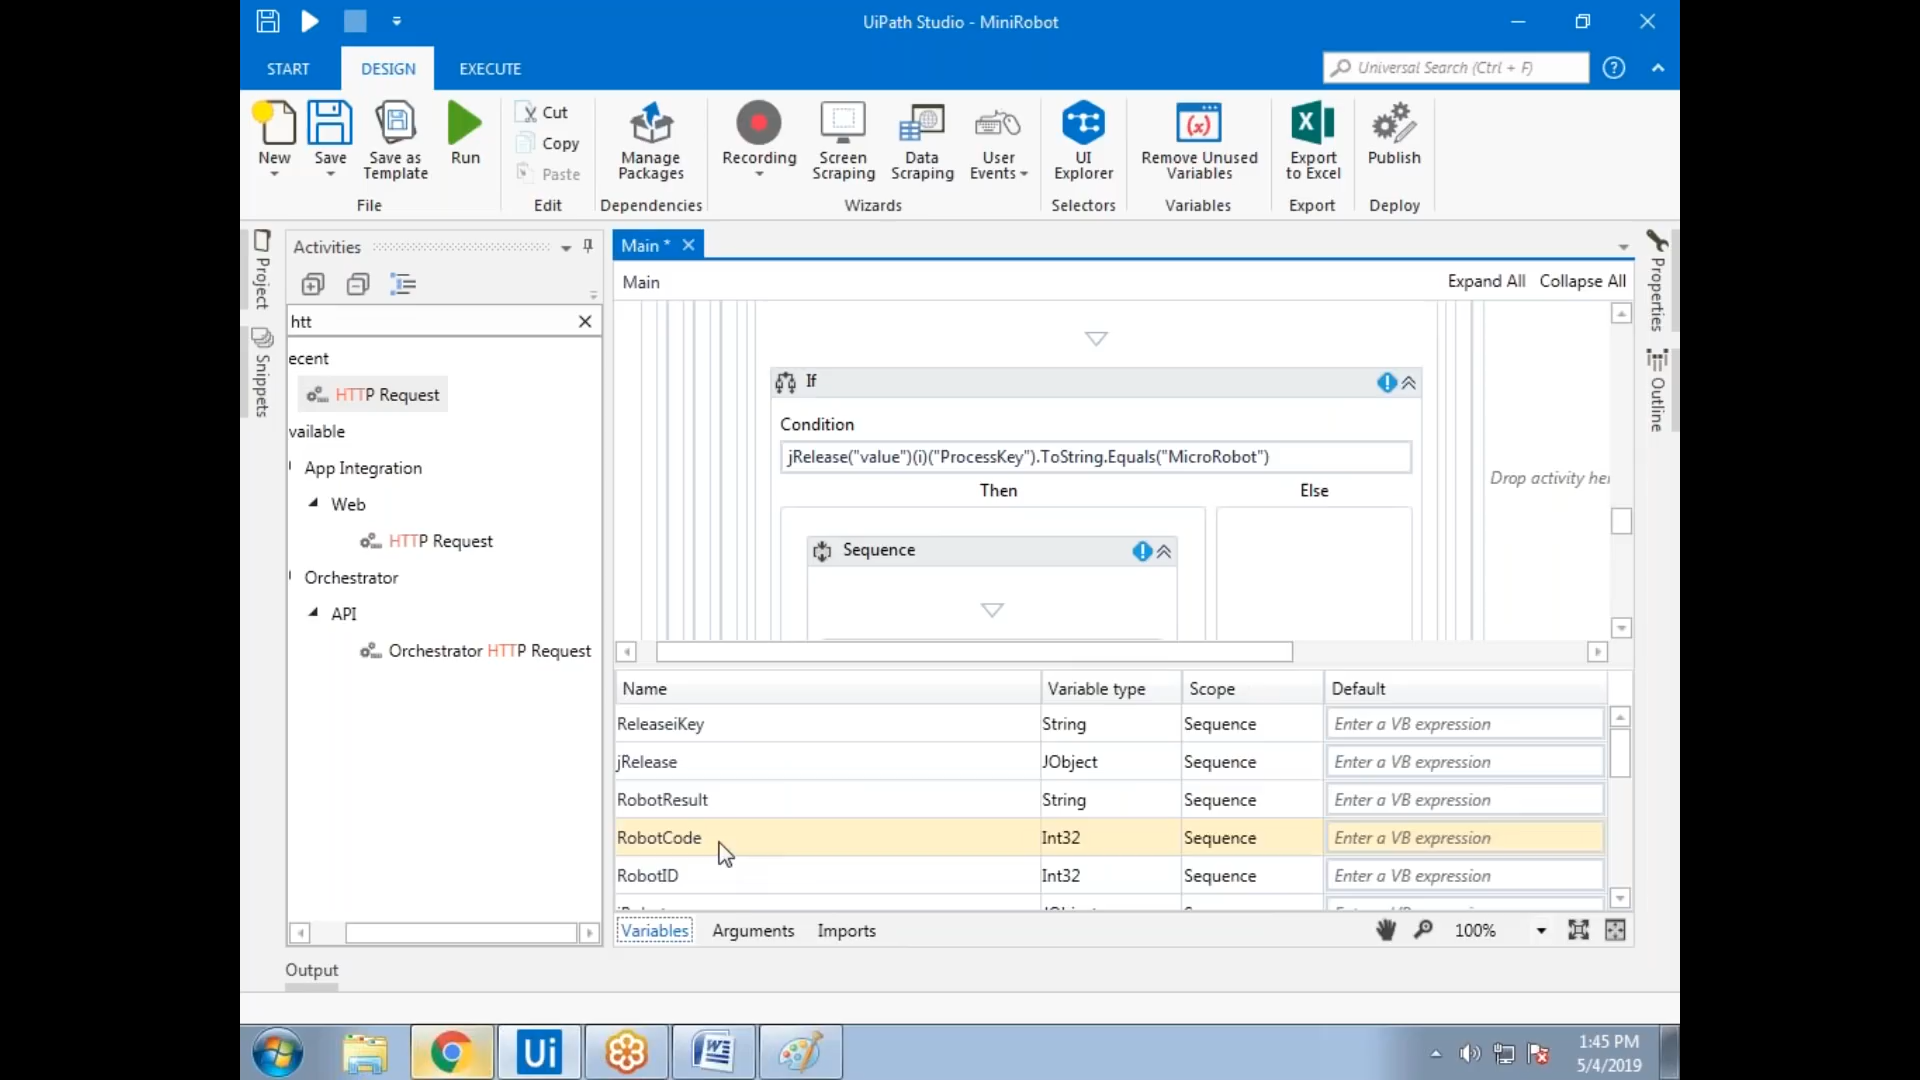 UiPath Studio - MiniRobot
START
DESIGN
EXECUTE
Universal Search (Ctrl + F)
New
Save
Save as
Template
Run
Cut
Copy
Paste
Manage
Packages
Recording
Screen
Scraping
Data
Scraping
User
Events
UI
Explorer
Remove Unused
Variables
Export
to Excel
Publish
File
Edit
Dependencies
Wizards
Selectors
Variables
Export
Deploy
Project
Snippets
Activities
htt
ecent
HTTP Request
vailable
App Integration
Web
HTTP Request
Orchestrator
API
Orchestrator HTTP Request
Main *
Main
Expand All
Collapse All
If
Condition
jRelease("value")(i)("ProcessKey").ToString.Equals("MicroRobot")
Then
Else
Sequence
Drop activity her
Properties
Outline
Name
Variable type
Scope
Default
ReleaseiKey
String
Sequence
Enter a VB expression
jRelease
JObject
Sequence
Enter a VB expression
RobotResult
String
Sequence
Enter a VB expression
RobotCode
Int32
Sequence
Enter a VB expression
RobotID
Int32
Sequence
Enter a VB expression
Variables
Arguments
Imports
100%
Output
Ui
1:45 PM
5/4/2019